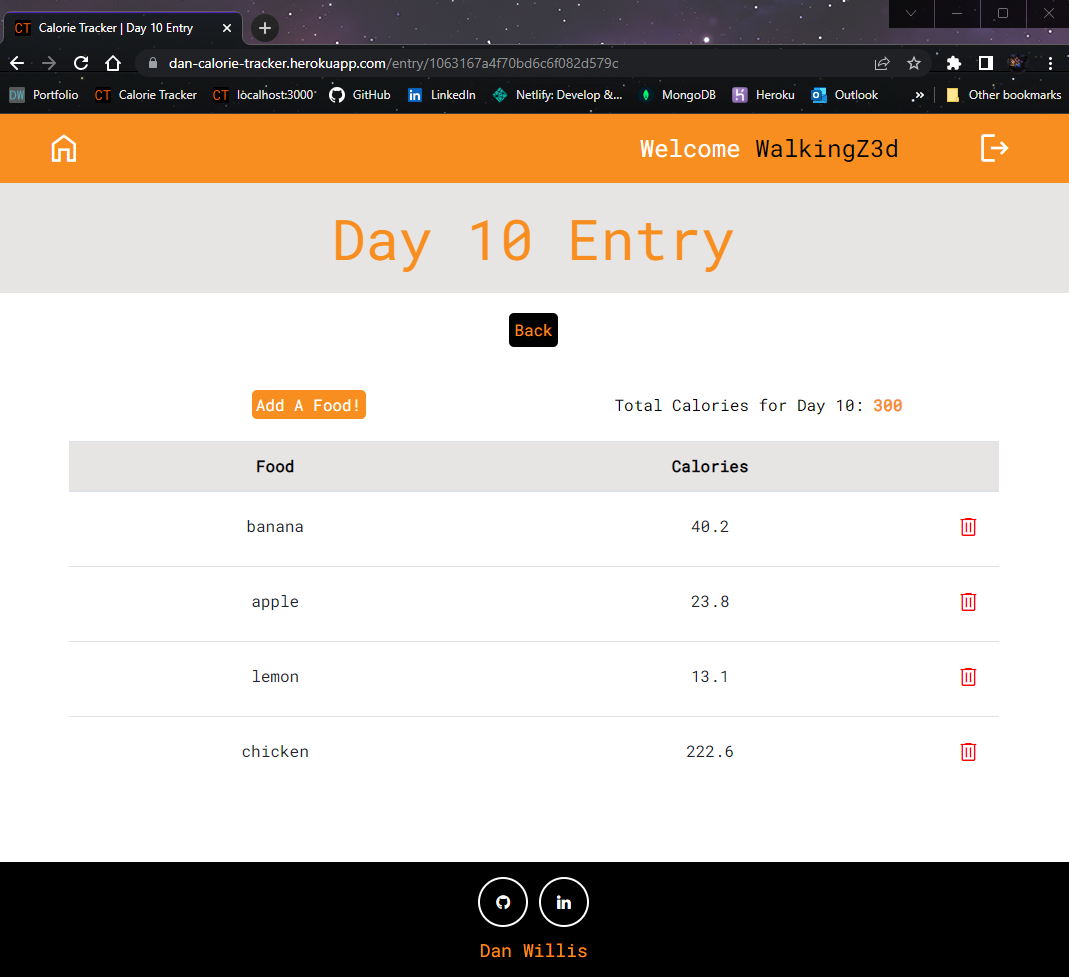 CT Calorie Tracker | Day 10 Entry
dan-calorie-tracker.herokuapp.com/entry/1063167a4f70bd6c6f082d579c
DW Portfolio CT Calorie Tracker CT localhost:3000 GitHub in LinkedIn Netlify: Develop &... MongoDB Heroku Outlook » Other bookmarks
Welcome WalkingZ3d
Day 10 Entry
Back
Add A Food! Total Calories for Day 10: 300
Food Calories
banana 40.2
apple 23.8
lemon 13.1
chicken 222.6
in
Dan Willis